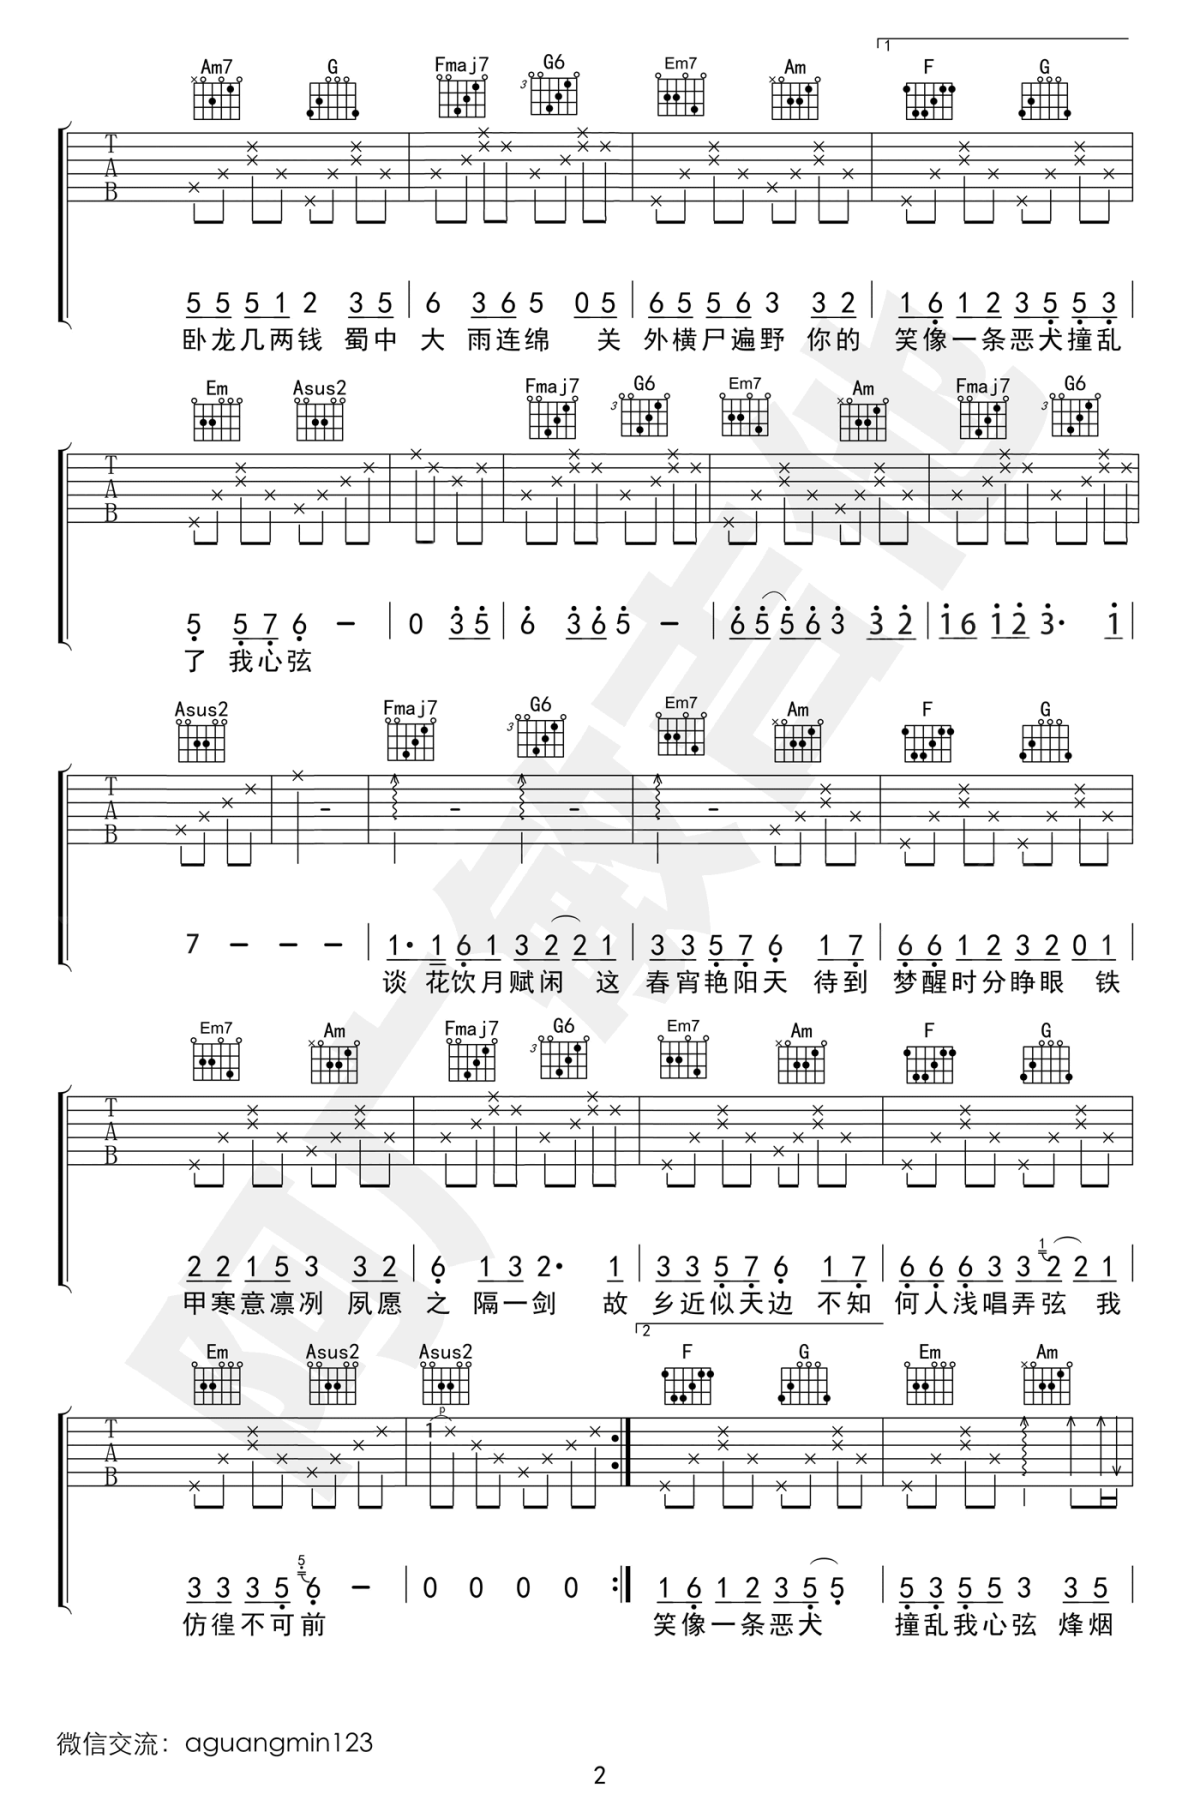 1
Am7 G Fmaj7 G6 Em7 Am F G
3
T A B
5 5 5 1 2 3 5 6 3 6 5 0 5 6 5 5 6 3 3 2 1 6 1 2 3 5 5 3
卧龙几两钱 蜀中 大 雨连绵 关 外横尸遍野 你的 笑像一条恶犬撞乱
Em Asus2 Fmaj7 G6 Em7 Am Fmaj7 G6
3 3
T A B
5 5 7 6 – 0 3 5 6 3 6 5 – 6 5 5 6 3 3 2 1 6 1 2 3· 1
了 我心弦
Asus2 Fmaj7 G6 Em7 Am F G
3
T A B
7 – – – 1· 1 6 1 3 2 2 1 3 3 5 7 6 1 7 6 6 1 2 3 2 0 1
谈 花饮月赋闲 这 春宵艳阳天 待到 梦醒时分睁眼 铁
Em7 Am Fmaj7 G6 Em7 Am F G
3
T A B
1
2 2 1 5 3 3 2 6 1 3 2· 1 3 3 5 7 6 1 7 6 6 6 3 3 2 2 1
甲寒意凛冽 夙愿 之 隔一剑 故 乡近似天边 不知 何人浅唱弄弦 我
2
Em Asus2 Asus2 F G Em Am
p
1
T A B
5
3 3 3 5 6 – 0 0 0 0 1 6 1 2 3 5 5 5 3 5 5 3 3 5
仿徨不可前 笑像一条恶犬 撞乱我心弦 烽烟
微信交流：aguangmin123
2
阿广敏吉他